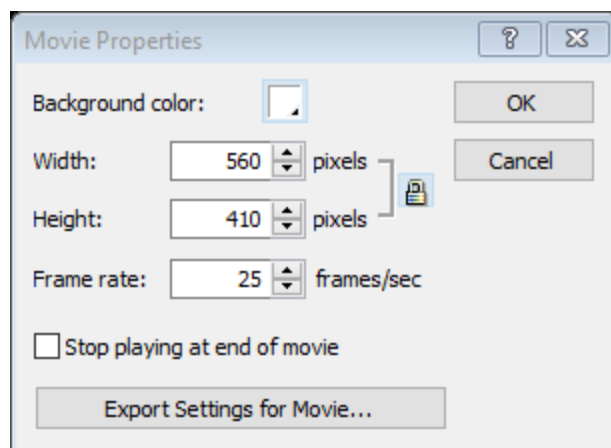 Movie Properties
Background color:
OK
Width: 560 pixels
Cancel
Height: 410 pixels
Frame rate: 25 frames/sec
Stop playing at end of movie
Export Settings for Movie...